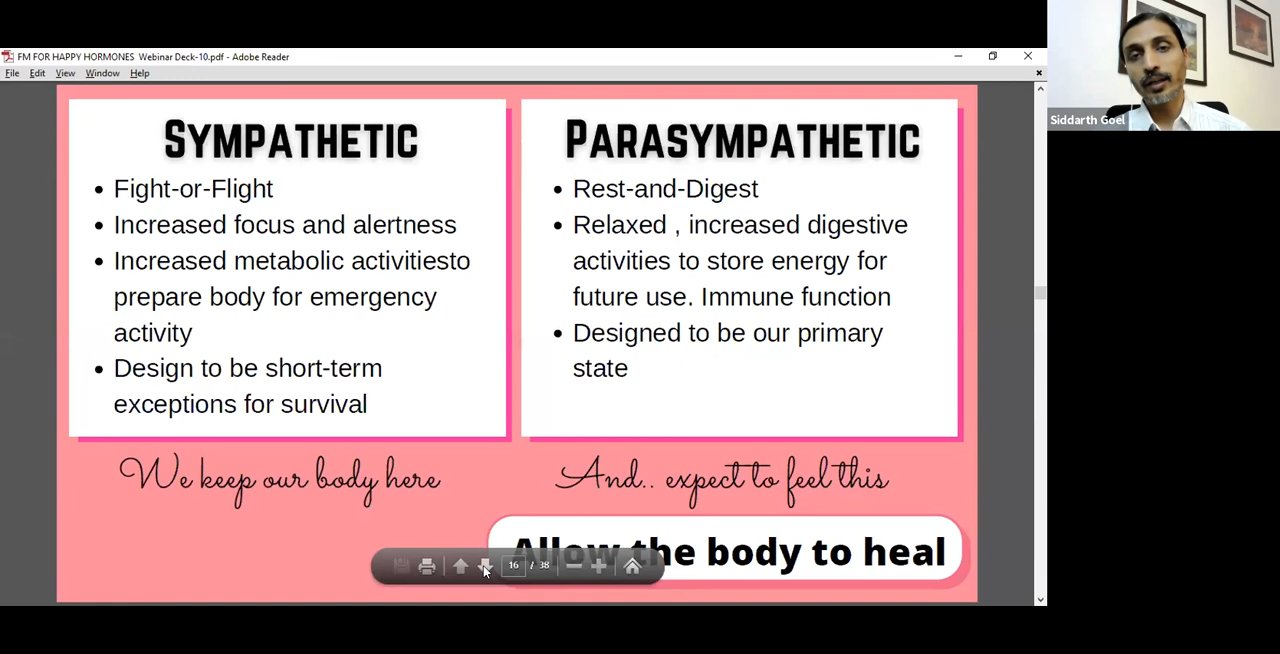 FM FOR HAPPY HORMONES Webinar Deck-10.pdf - Adobe Reader
File Edit View Window Help
SYMPATHETIC
• Fight-or-Flight
• Increased focus and alertness
• Increased metabolic activitiesto
prepare body for emergency
activity
• Design to be short-term
exceptions for survival
We keep our body here
PARASYMPATHETIC
• Rest-and-Digest
• Relaxed , increased digestive
activities to store energy for
future use. Immune function
• Designed to be our primary
state
And.. expect to feel this
Allow the body to heal
16 / 38
Siddarth Goel